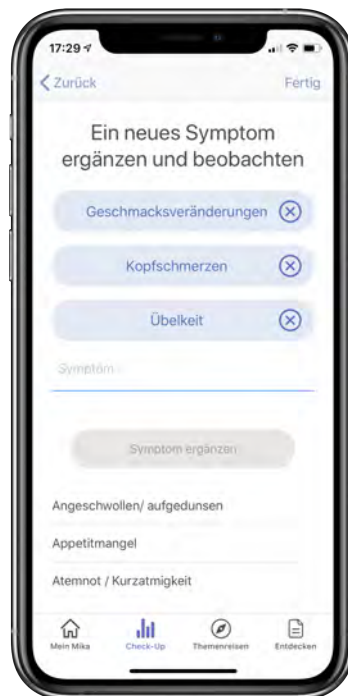 17:29
Zurück
Fertig
Ein neues Symptom
ergänzen und beobachten
Geschmacksveränderungen
Kopfschmerzen
Übelkeit
Symptom
Symptom ergänzen
Angeschwollen/ aufgedunsen
Appetitmangel
Atemnot / Kurzatmigkeit
Mein Mika
Check-Up
Themenreisen
Entdecken